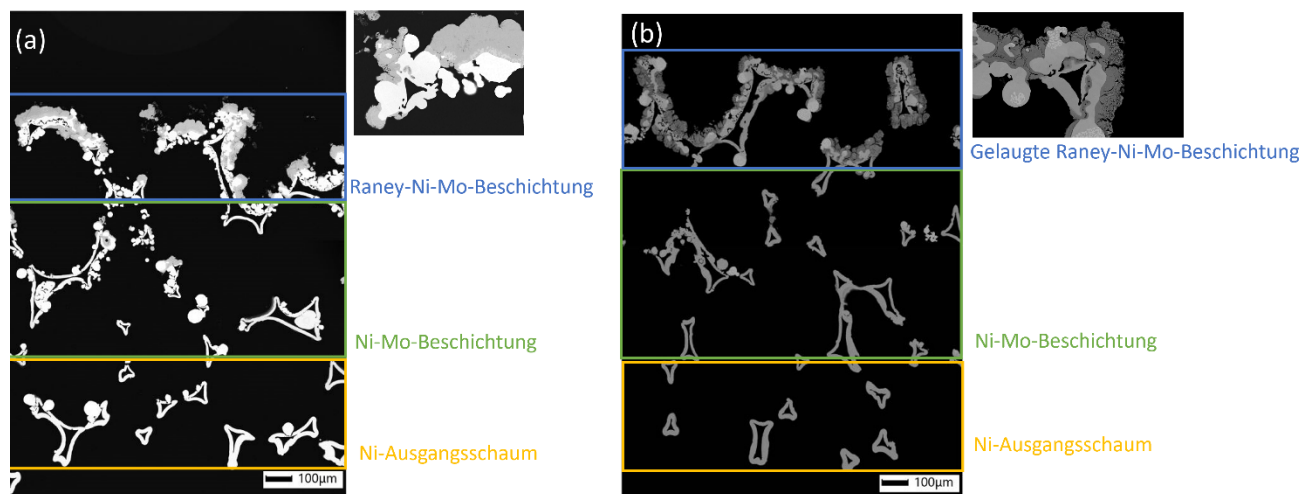 (a)
Raney-Ni-Mo-Beschichtung
Ni-Mo-Beschichtung
Ni-Ausgangsschaum
100µm
(b)
Gelaugte Raney-Ni-Mo-Beschichtung
Ni-Mo-Beschichtung
Ni-Ausgangsschaum
100µm